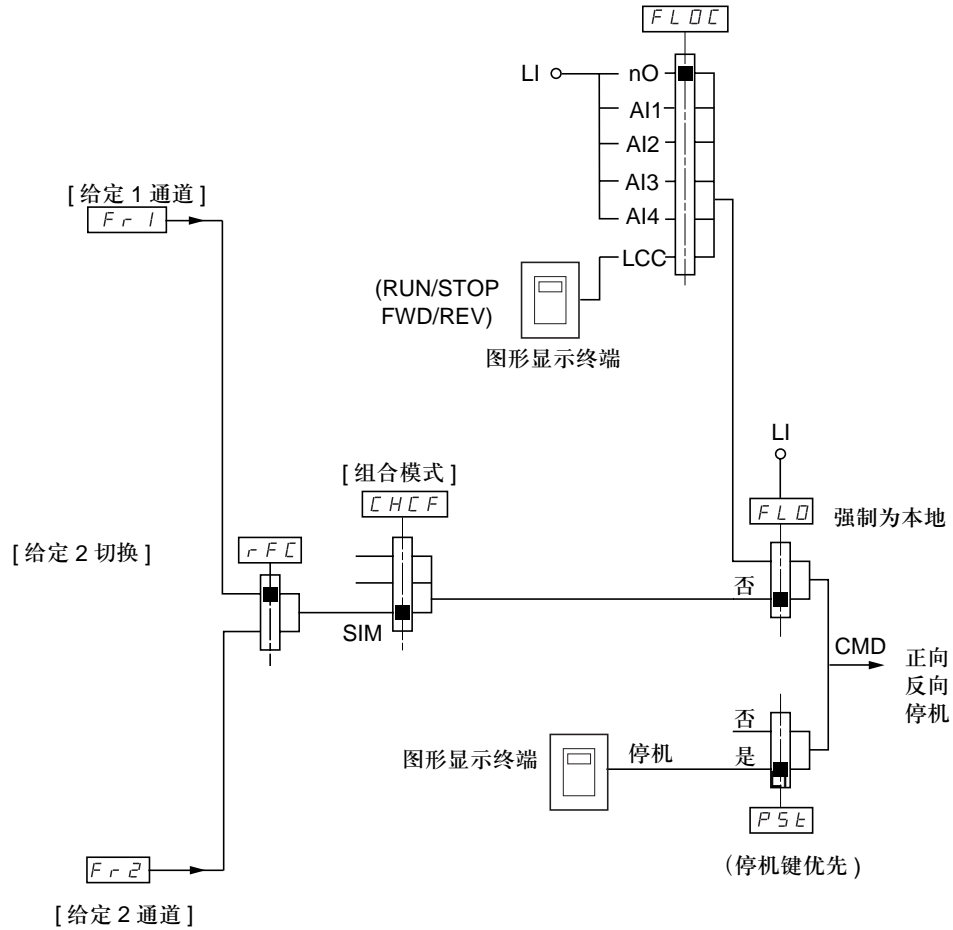 FLOC
LI
nO
AI1
AI2
AI3
AI4
LCC
[ 给定 1 通道 ]
Fr1
(RUN/STOP
FWD/REV)
图形显示终端
LI
[ 组合模式 ]
CHCF
FLO
强制为本地
[ 给定 2 切换 ]
rFC
否
SIM
CMD
正向
反向
停机
否
图形显示终端
停机
是
PSt
(停机键优先 )
Fr2
[ 给定 2 通道 ]